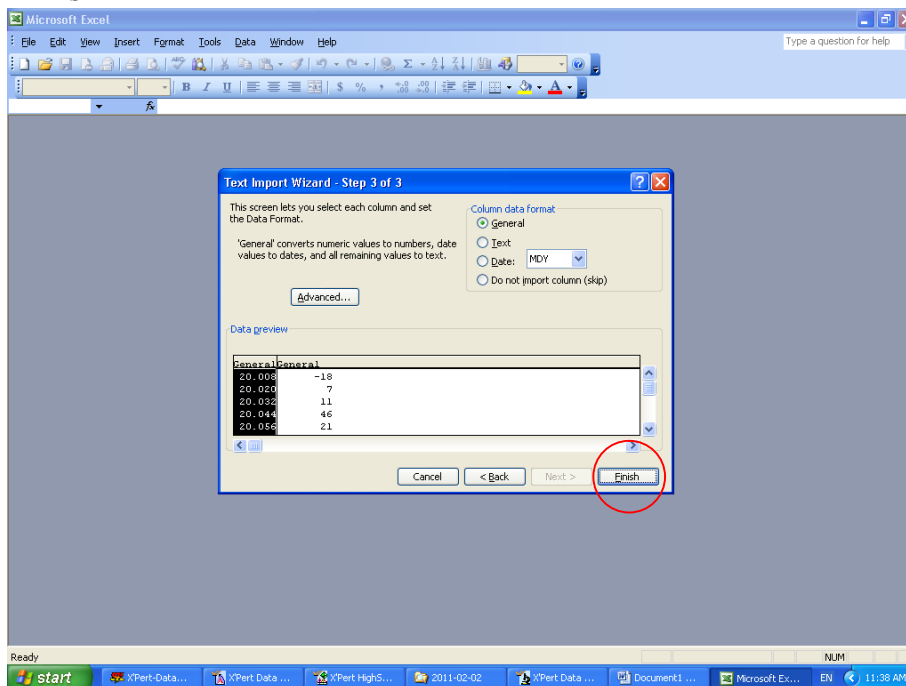 Microsoft Excel
File Edit View Insert Format Tools Data Window Help
Type a question for help
B I U $ % ,
fx
Text Import Wizard - Step 3 of 3
This screen lets you select each column and set
the Data Format.
'General' converts numeric values to numbers, date
values to dates, and all remaining values to text.
Advanced...
Column data format
General
Text
Date: MDY
Do not import column (skip)
Data preview
General General
20.008 -18
20.020 7
20.032 11
20.044 46
20.056 21
Cancel < Back Next > Finish
Ready
NUM
start X'Pert-Data... X'Pert Data ... X'Pert HighS... 2011-02-02 X'Pert Data ... Document1 ... Microsoft Ex... EN 11:38 AM